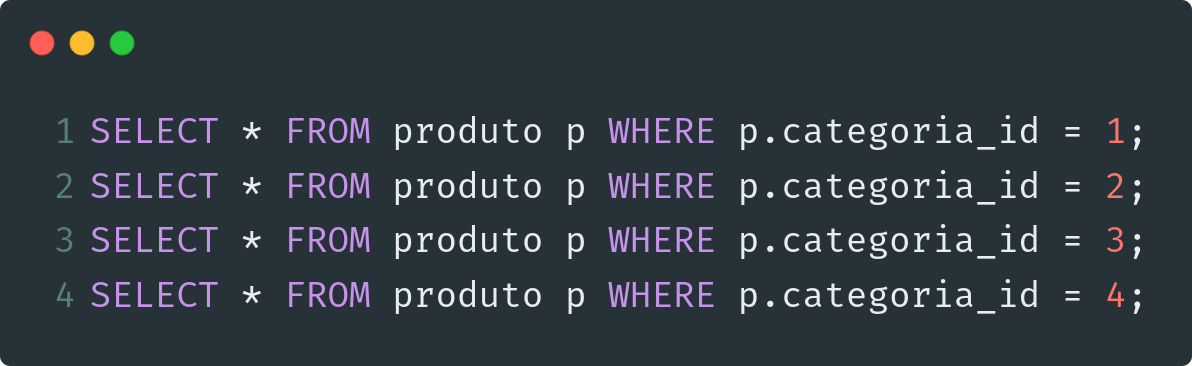 1 SELECT * FROM produto p WHERE p.categoria_id = 1;
2 SELECT * FROM produto p WHERE p.categoria_id = 2;
3 SELECT * FROM produto p WHERE p.categoria_id = 3;
4 SELECT * FROM produto p WHERE p.categoria_id = 4;